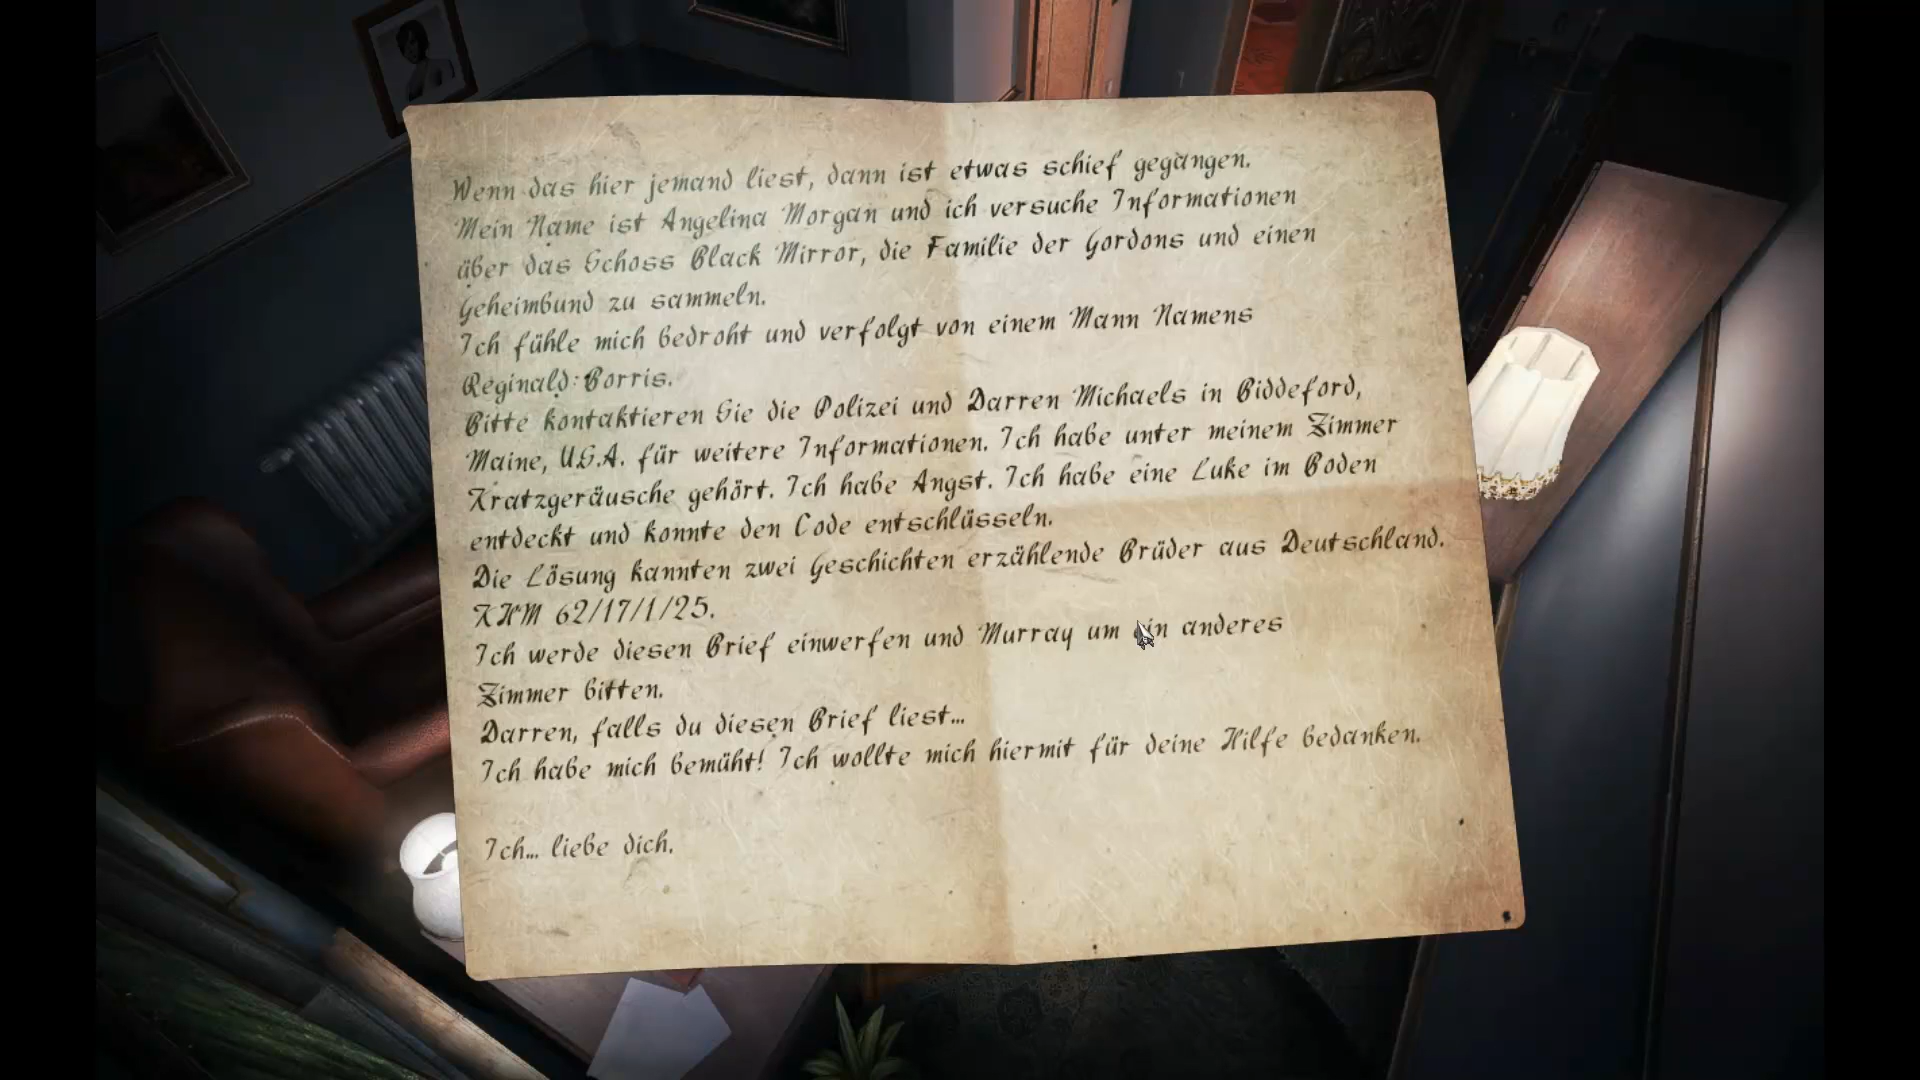 Wenn das hier jemand liest, dann ist etwas schief gegangen.
Mein Name ist Angelina Morgan und ich versuche Informationen
über das Schoss Black Mirror, die Familie der Gordons und einen
Geheimbund zu sammeln.
Ich fühle mich bedroht und verfolgt von einem Mann Namens
Reginald Borris.
Bitte kontaktieren Sie die Polizei und Darren Michaels in Biddeford,
Maine, U.S.A. für weitere Informationen. Ich habe unter meinem Zimmer
Kratzgeräusche gehört. Ich habe Angst. Ich habe eine Luke im Boden
entdeckt und konnte den Code entschlüsseln.
Die Lösung kannten zwei Geschichten erzählende Brüder aus Deutschland.
KHM 62/17/1/25.
Ich werde diesen Brief einwerfen und Murray um ein anderes
Zimmer bitten.
Darren, falls du diesen Brief liest...
Ich habe mich bemüht! Ich wollte mich hiermit für deine Hilfe bedanken.
Ich... liebe dich.